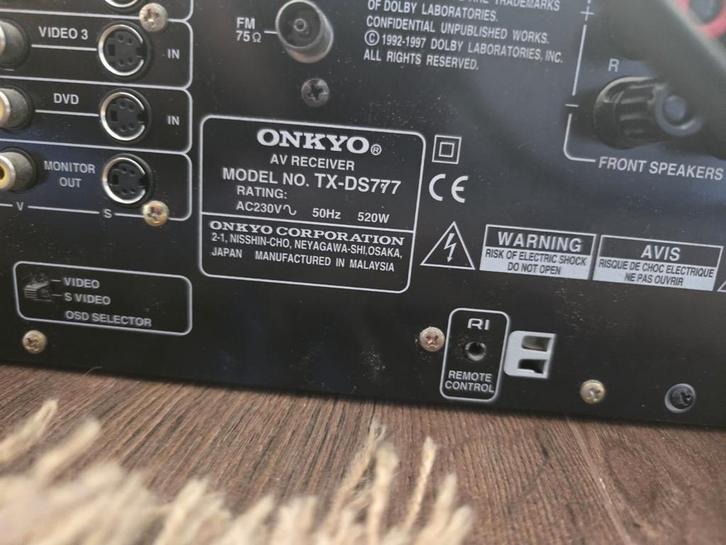 VIDEO 3
IN
DVD
IN
MONITOR
OUT
V
S
VIDEO
S VIDEO
OSD SELECTOR
FM
75Ω
TRADEMARKS
OF DOLBY LABORATORIES.
CONFIDENTIAL UNPUBLISHED WORKS.
© 1992-1997 DOLBY LABORATORIES, INC.
ALL RIGHTS RESERVED.
ONKYO®
AV RECEIVER
MODEL NO. TX-DS777
RATING:
AC230V∿ 50Hz 520W
ONKYO CORPORATION
2-1, NISSHIN-CHO, NEYAGAWA-SHI, OSAKA,
JAPAN MANUFACTURED IN MALAYSIA
CE
WARNING
RISK OF ELECTRIC SHOCK
DO NOT OPEN
AVIS
RISQUE DE CHOC ELECTRIQUE
NE PAS OUVRIR
RI
REMOTE
CONTROL
+
R
−
FRONT SPEAKERS